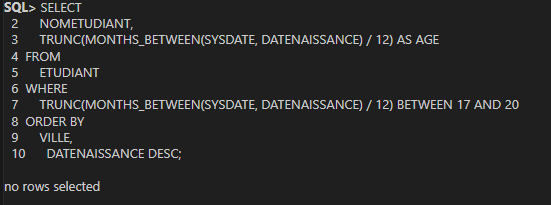 SQL> SELECT
2 NOMETUDIANT,
3 TRUNC(MONTHS_BETWEEN(SYSDATE, DATENAISSANCE) / 12) AS AGE
4 FROM
5 ETUDIANT
6 WHERE
7 TRUNC(MONTHS_BETWEEN(SYSDATE, DATENAISSANCE) / 12) BETWEEN 17 AND 20
8 ORDER BY
9 VILLE,
10 DATENAISSANCE DESC;
no rows selected